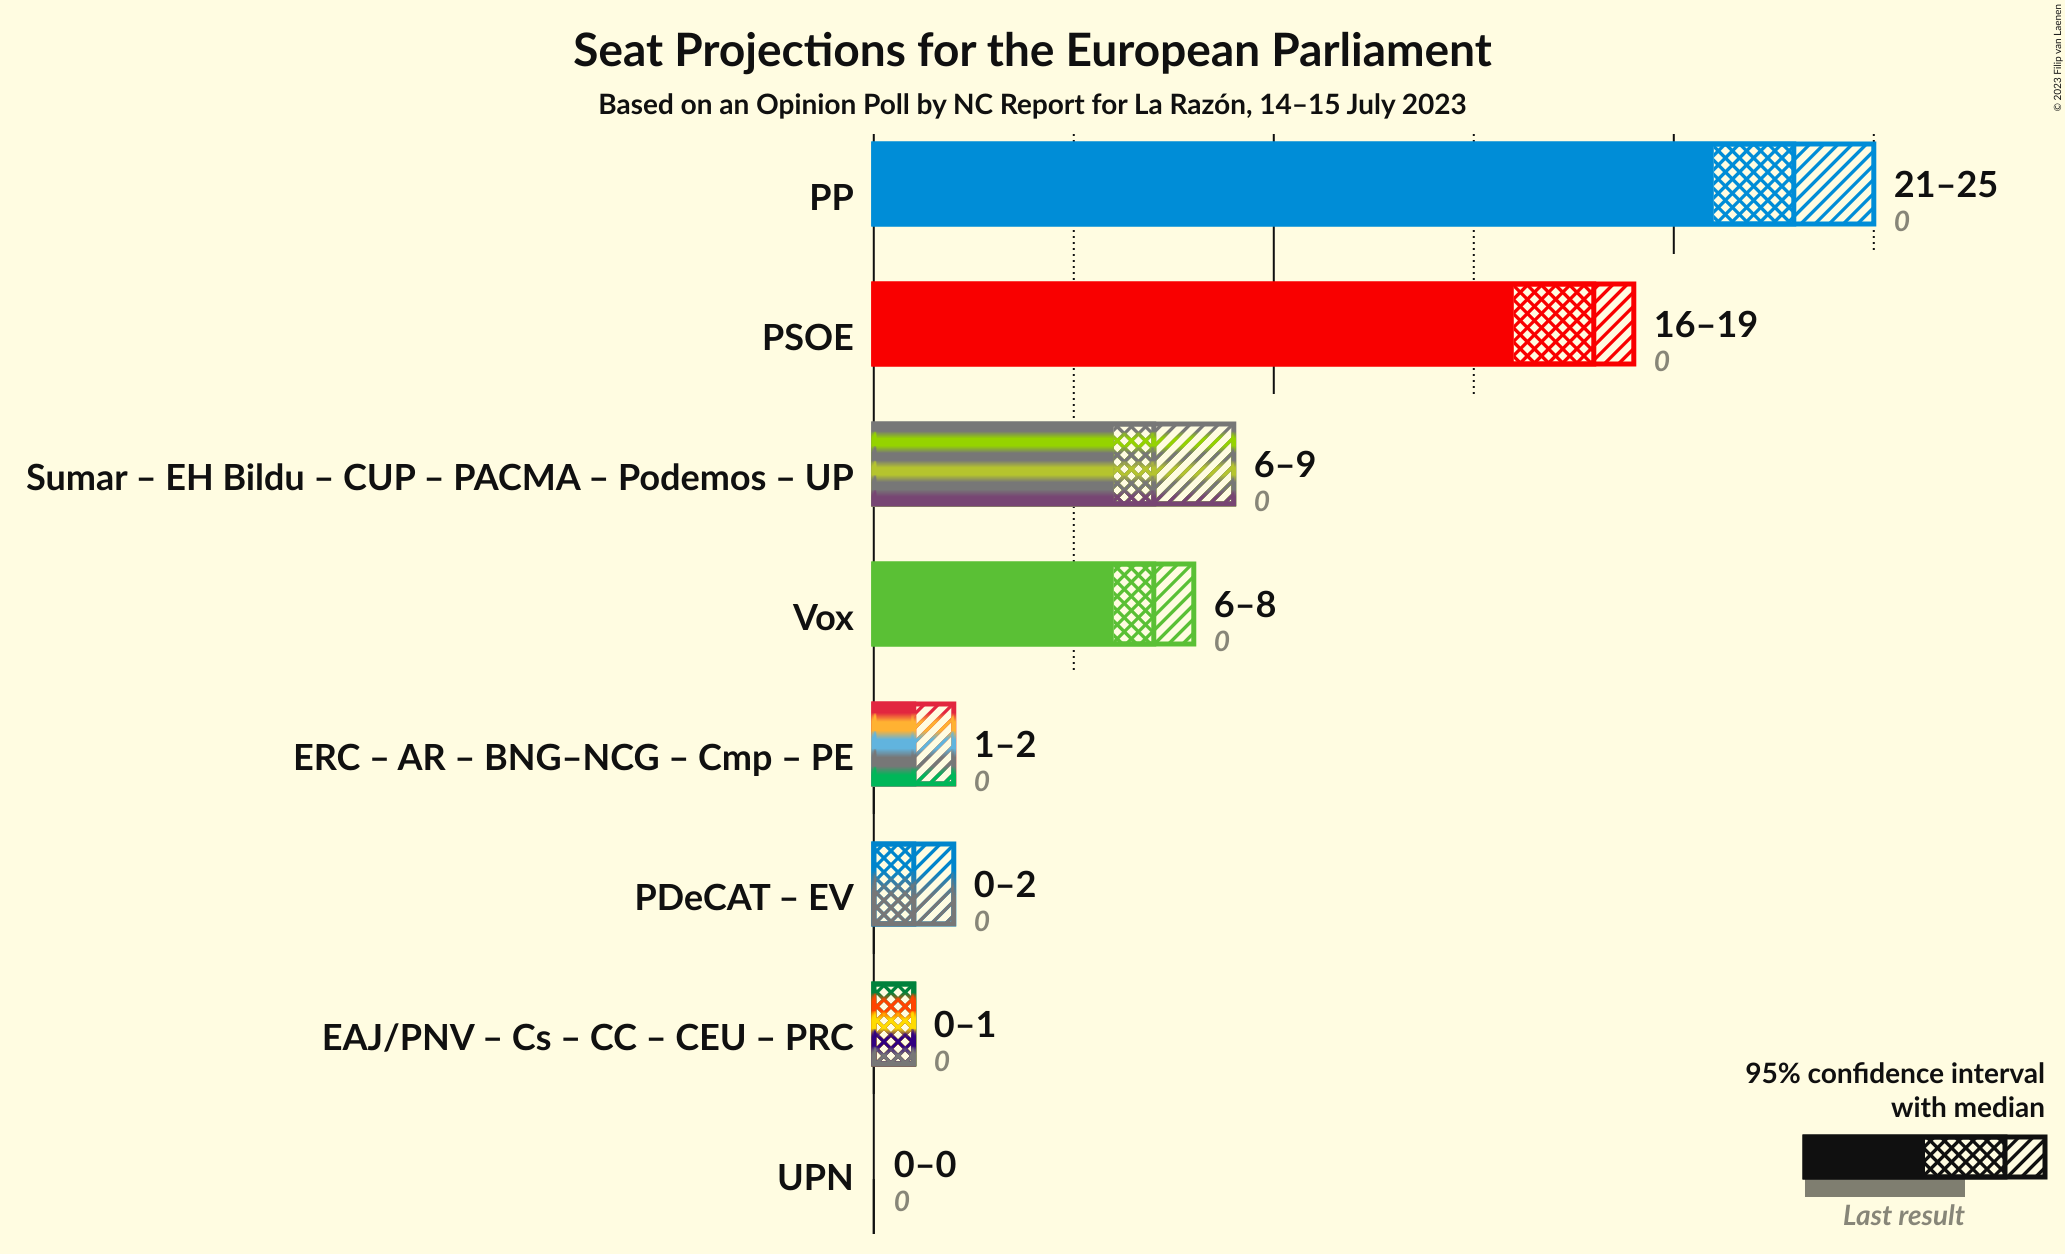 Seat Projections for the European Parliament
Based on an Opinion Poll by NC Report for La Razón, 14–15 July 2023
© 2023 Filip van Laenen
PP
21–25
0
PSOE
16–19
0
Sumar – EH Bildu – CUP – PACMA – Podemos – UP
6–9
0
Vox
6–8
0
ERC – AR – BNG–NCG – Cmp – PE
1–2
0
PDeCAT – EV
0–2
0
EAJ/PNV – Cs – CC – CEU – PRC
0–1
0
UPN
0–0
0
95% confidence interval
with median
Last result